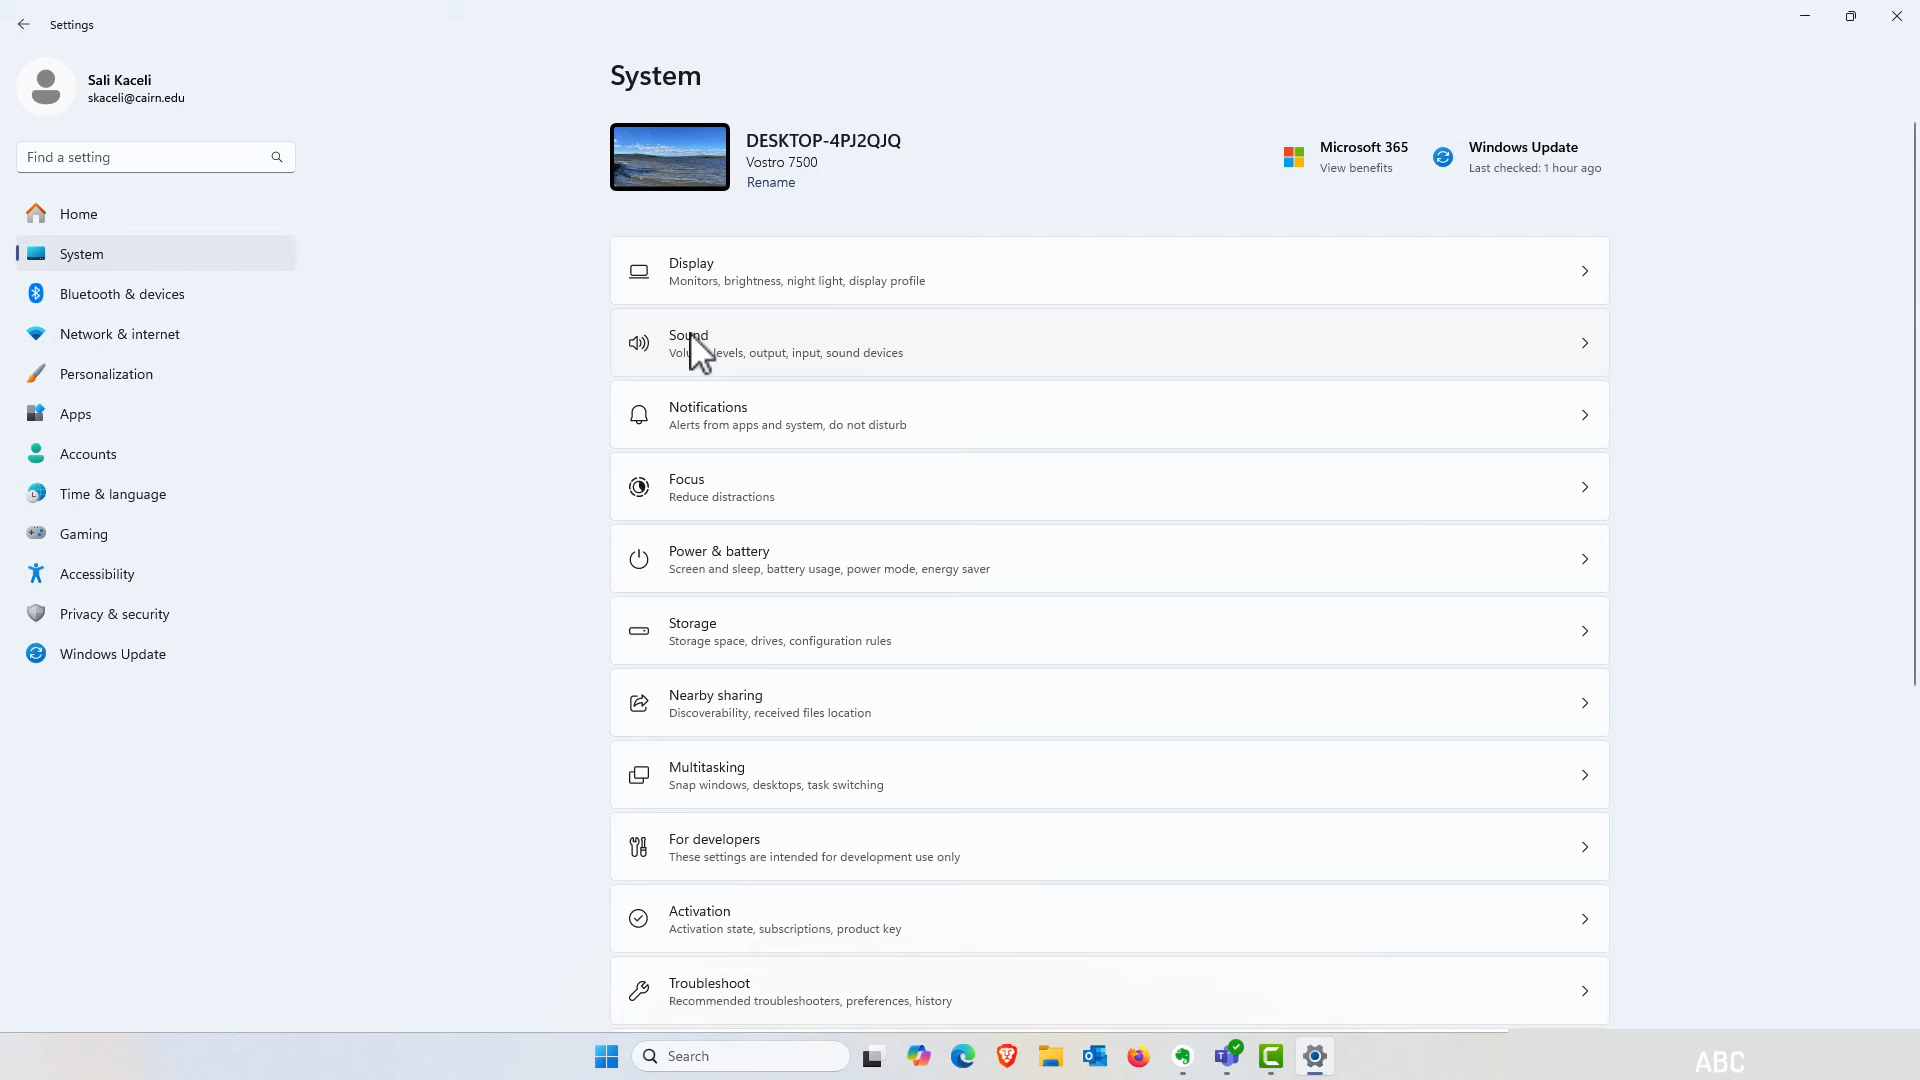 Settings
Sali Kaceli
skaceli@cairn.edu
Find a setting
Home
System
Bluetooth & devices
Network & internet
Personalization
Apps
Accounts
Time & language
Gaming
Accessibility
Privacy & security
Windows Update
System
DESKTOP-4PJ2QJQ
Vostro 7500
Rename
Microsoft 365
View benefits
Windows Update
Last checked: 1 hour ago
Display
Monitors, brightness, night light, display profile
Sound
levels, output, input, sound devices
Notifications
Alerts from apps and system, do not disturb
Focus
Reduce distractions
Power & battery
Screen and sleep, battery usage, power mode, energy saver
Storage
Storage space, drives, configuration rules
Nearby sharing
Discoverability, received files location
Multitasking
Snap windows, desktops, task switching
For developers
These settings are intended for development use only
Activation
Activation state, subscriptions, product key
Troubleshoot
Recommended troubleshooters, preferences, history
Search
ABC